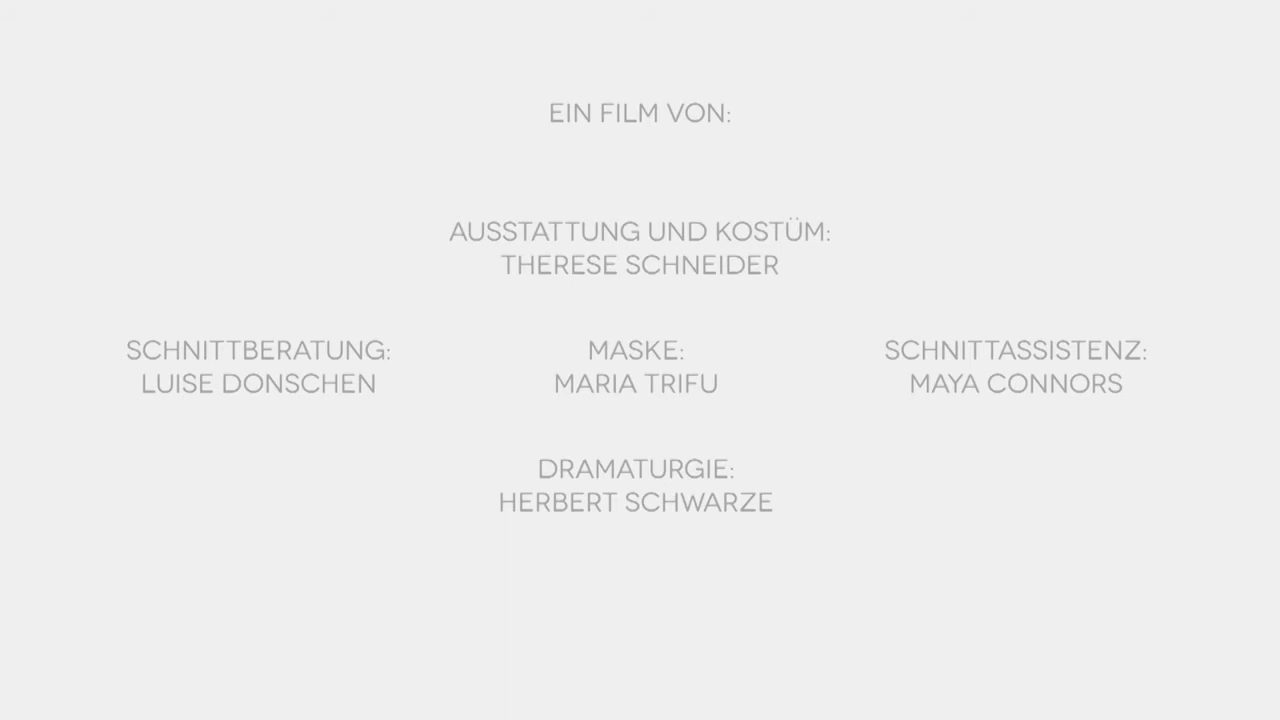 EIN FILM VON:
AUSSTATTUNG UND KOSTÜM:
THERESE SCHNEIDER
SCHNITTBERATUNG:
LUISE DONSCHEN
MASKE:
MARIA TRIFU
SCHNITTASSISTENZ:
MAYA CONNORS
DRAMATURGIE:
HERBERT SCHWARZE